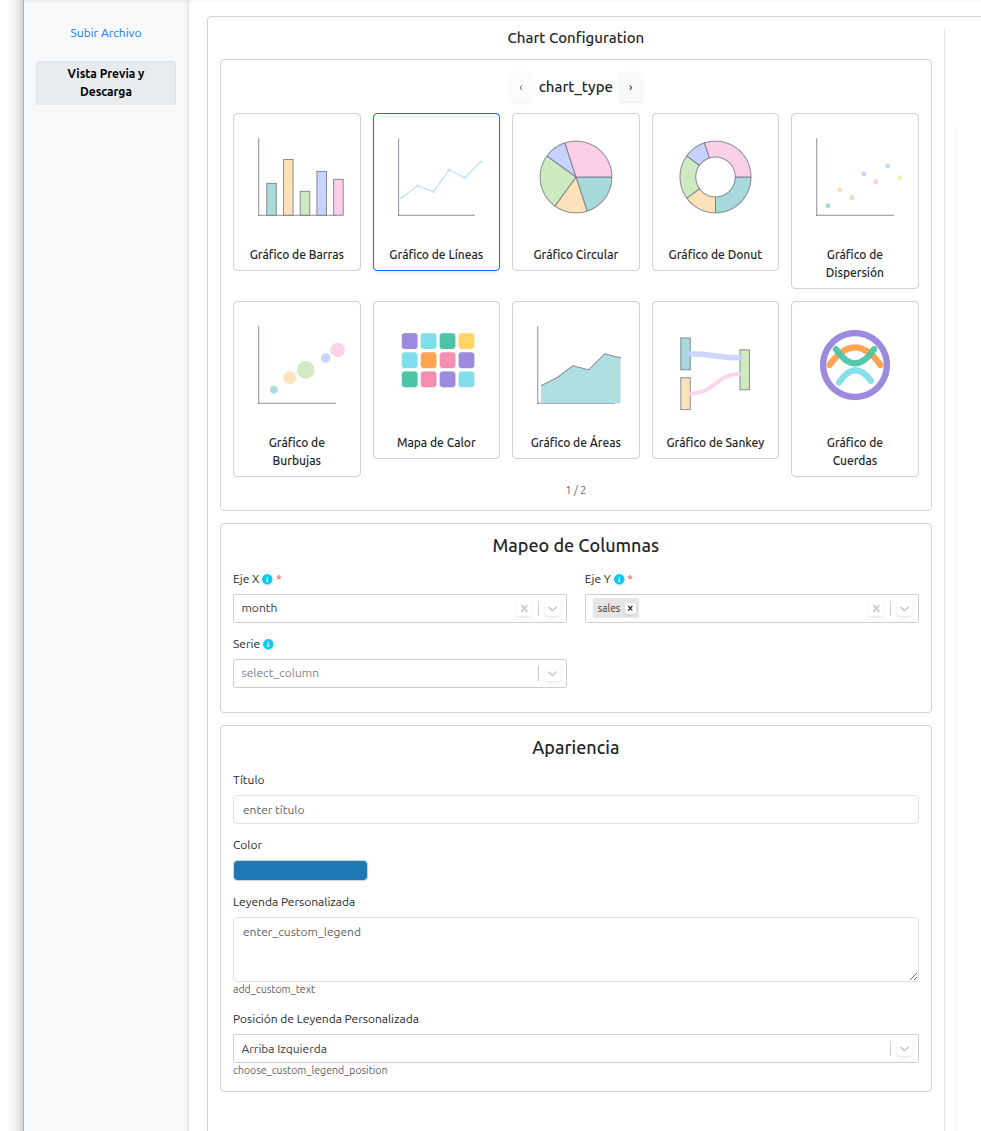 Subir Archivo
Vista Previa y
Descarga
Chart Configuration
‹ chart_type ›
Gráfico de Barras
Gráfico de Líneas
Gráfico Circular
Gráfico de Donut
Gráfico de
Dispersión
Gráfico de
Burbujas
Mapa de Calor
Gráfico de Áreas
Gráfico de Sankey
Gráfico de
Cuerdas
1 / 2
Mapeo de Columnas
Eje X i *
month
Eje Y i *
sales
Serie i
select_column
Apariencia
Título
enter título
Color
Leyenda Personalizada
enter_custom_legend
add_custom_text
Posición de Leyenda Personalizada
Arriba Izquierda
choose_custom_legend_position